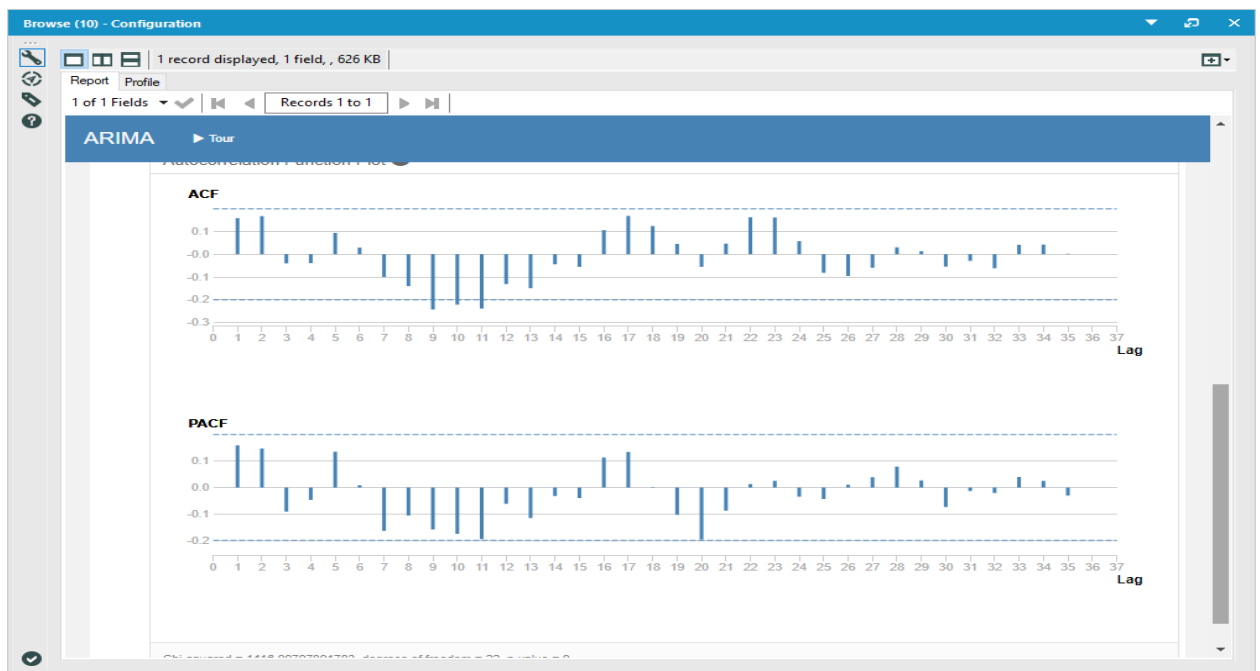 Browse (10) - Configuration
1 record displayed, 1 field, , 626 KB
Report Profile
1 of 1 Fields Records 1 to 1
ARIMA Tour
Autocorrelation Function Plot
ACF
0.1
-0.0
-0.1
-0.2
-0.3
0 1 2 3 4 5 6 7 8 9 10 11 12 13 14 15 16 17 18 19 20 21 22 23 24 25 26 27 28 29 30 31 32 33 34 35 36 37
Lag
PACF
0.1
0.0
-0.1
-0.2
0 1 2 3 4 5 6 7 8 9 10 11 12 13 14 15 16 17 18 19 20 21 22 23 24 25 26 27 28 29 30 31 32 33 34 35 36 37
Lag